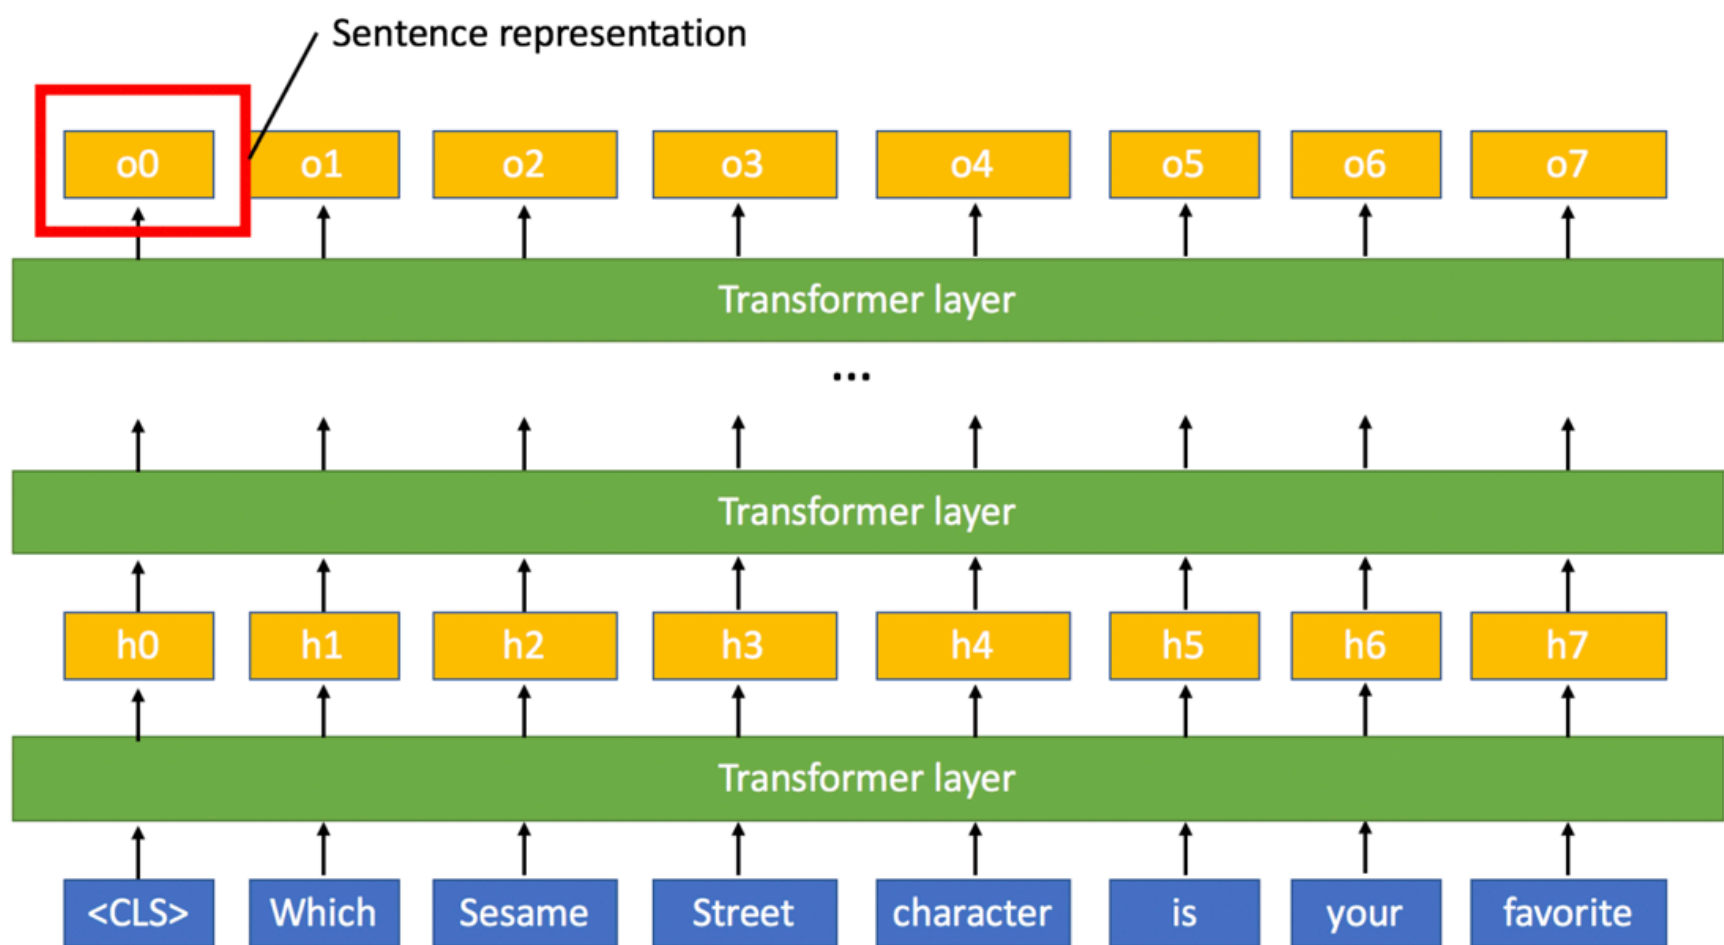 Sentence representation
o0 o1 o2 o3 o4 o5 o6 o7
Transformer layer
...
Transformer layer
h0 h1 h2 h3 h4 h5 h6 h7
Transformer layer
<CLS> Which Sesame Street character is your favorite